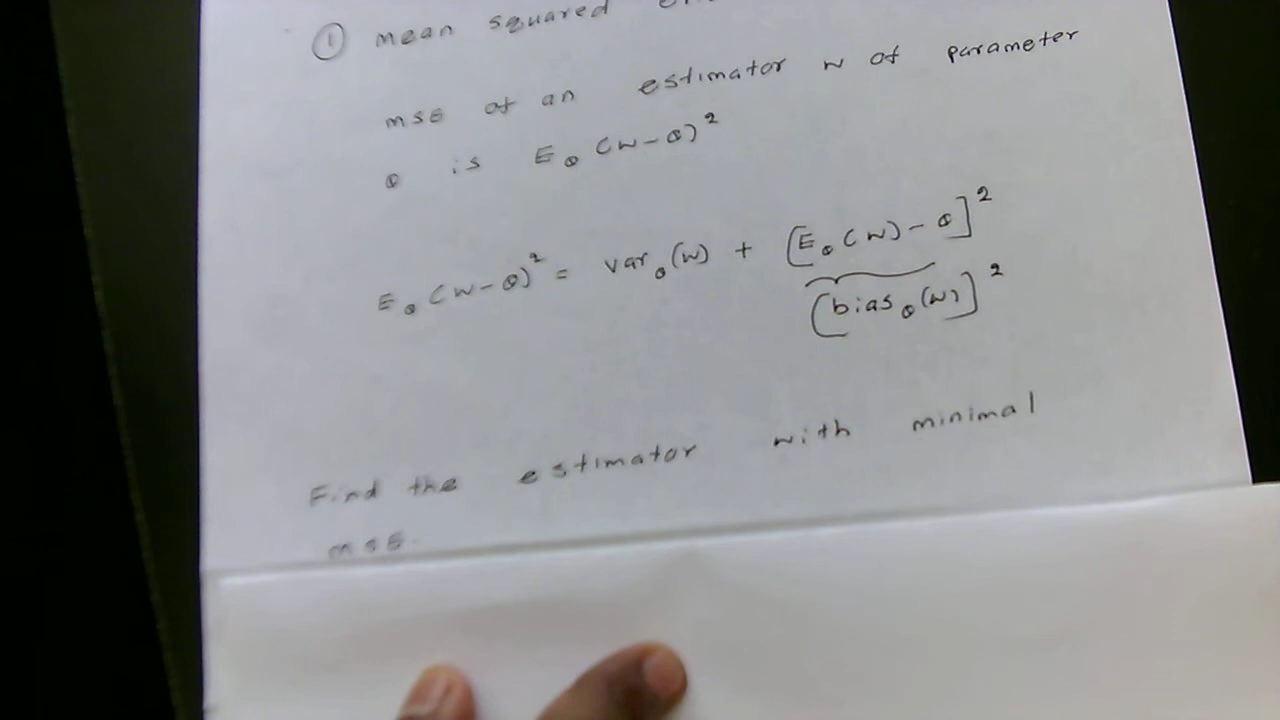 ① mean squared
MSE of an estimator W of parameter
θ is E_θ (W-θ)²
E_θ (W-θ)² = var_θ (W) + [E_θ (W) - θ]²
[bias_θ (W)]²
Find the estimator with minimal
MSE.